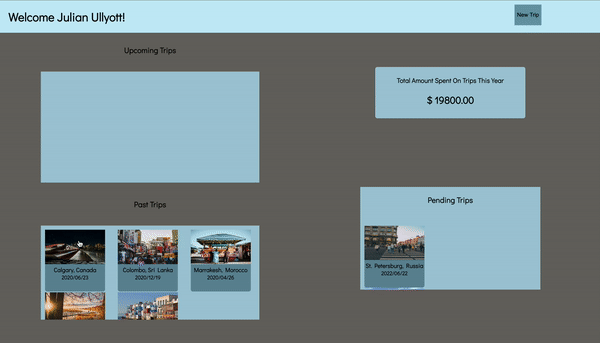 Welcome Julian Ullyott!
New Trip
Upcoming Trips
Total Amount Spent On Trips This Year
$ 19800.00
Past Trips
Calgary, Canada
2020/06/23
Colombo, Sri Lanka
2020/12/19
Marrakesh, Morocco
2020/04/26
Pending Trips
St. Petersburg, Russia
2022/06/22